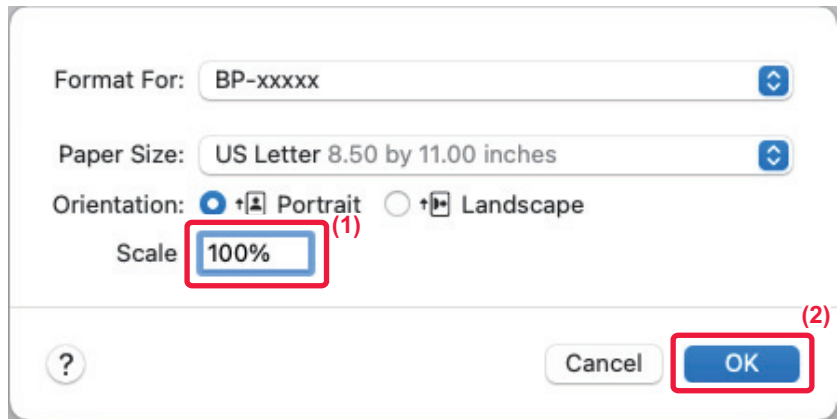 Format For: BP-xxxxx
Paper Size: US Letter 8.50 by 11.00 inches
Orientation: Portrait Landscape
(1)
Scale 100%
(2)
? Cancel OK